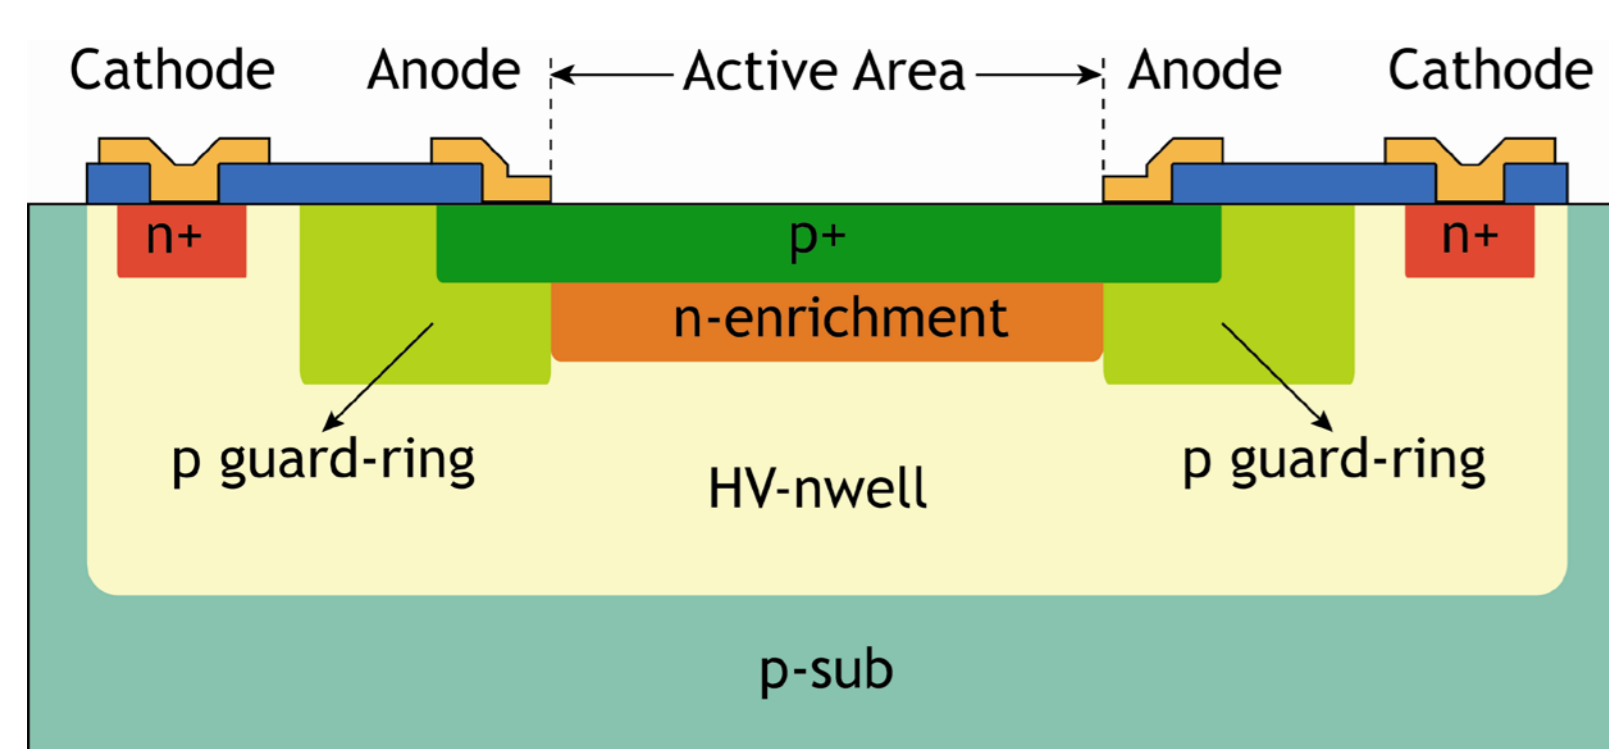 Cathode Anode Active Area Anode Cathode
n+ p+ n+
n-enrichment
p guard-ring HV-nwell p guard-ring
p-sub